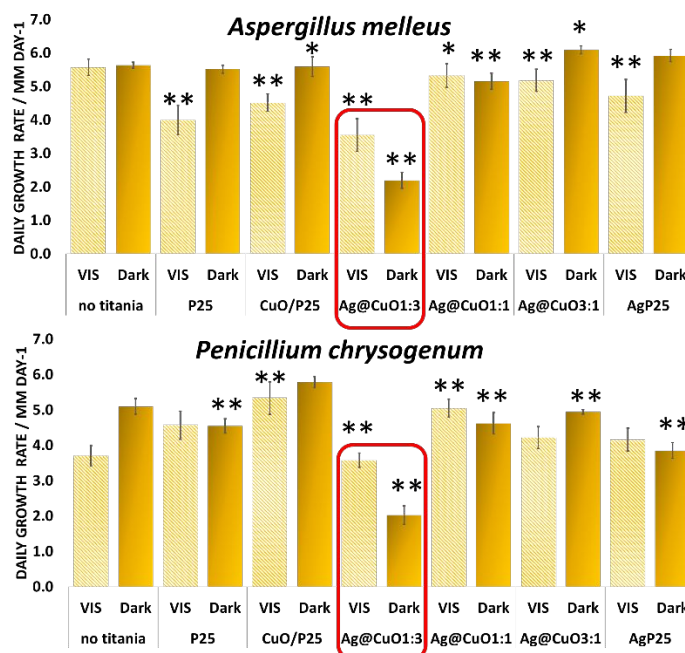 Aspergillus melleus
DAILY GROWTH RATE / MM DAY-1
7.0
6.0
5.0
4.0
3.0
2.0
1.0
0.0
** ** * ** ** * ** ** * **
VIS Dark VIS Dark VIS Dark VIS Dark VIS Dark VIS Dark VIS Dark
no titania P25 CuO/P25 Ag@CuO1:3 Ag@CuO1:1 Ag@CuO3:1 AgP25
Penicillium chrysogenum
DAILY GROWTH RATE / MM DAY-1
7.0
6.0
5.0
4.0
3.0
2.0
1.0
0.0
** ** ** ** ** ** ** **
VIS Dark VIS Dark VIS Dark VIS Dark VIS Dark VIS Dark VIS Dark
no titania P25 CuO/P25 Ag@CuO1:3 Ag@CuO1:1 Ag@CuO3:1 AgP25